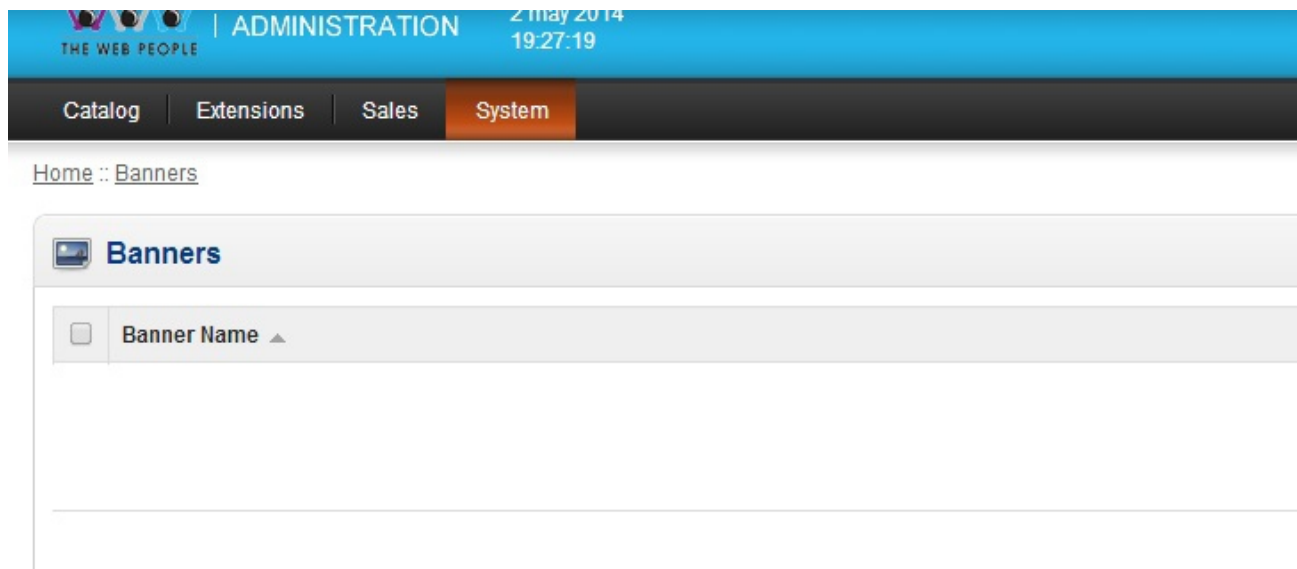 THE WEB PEOPLE
| ADMINISTRATION
2 may 2014
19:27:19
Catalog Extensions Sales System
Home :: Banners
Banners
Banner Name